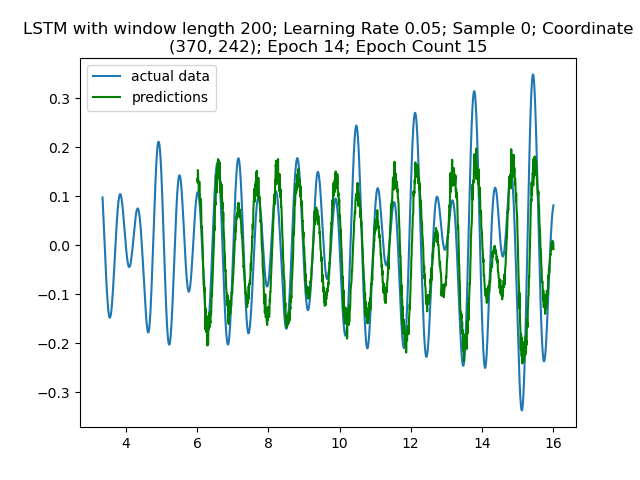 LSTM with window length 200; Learning Rate 0.05; Sample 0; Coordinate
(370, 242); Epoch 14; Epoch Count 15
actual data
predictions
0.3
0.2
0.1
0.0
−0.1
−0.2
−0.3
4 6 8 10 12 14 16